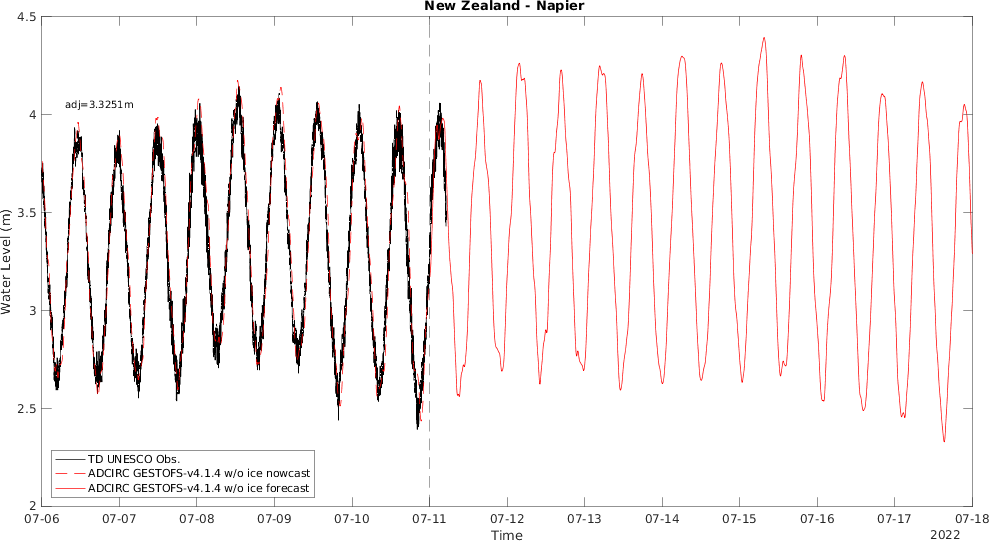 New Zealand - Napier
4.5
4
3.5
3
2.5
2
Water Level (m)
adj=3.3251m
TD UNESCO Obs.
ADCIRC GESTOFS-v4.1.4 w/o ice nowcast
ADCIRC GESTOFS-v4.1.4 w/o ice forecast
07-06 07-07 07-08 07-09 07-10 07-11 07-12 07-13 07-14 07-15 07-16 07-17 07-18
Time
2022